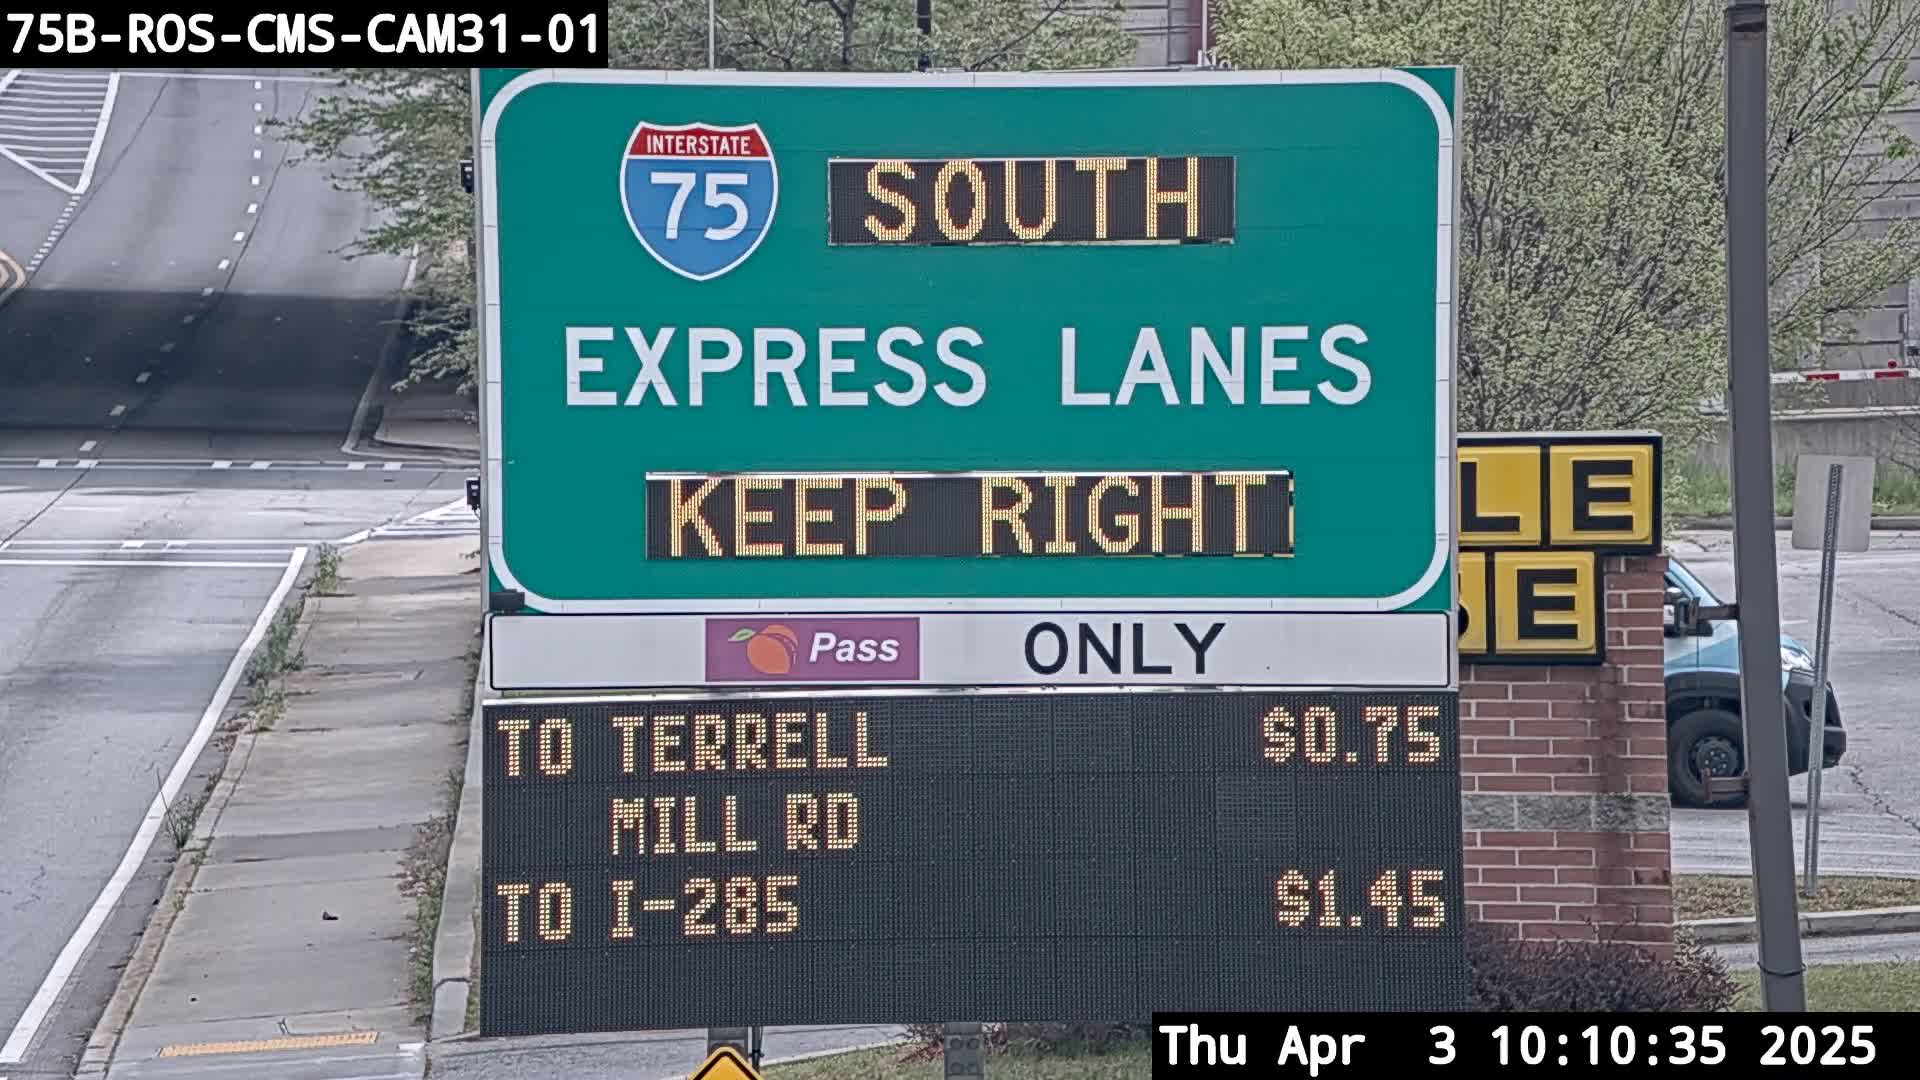 75B-ROS-CMS-CAM31-01
INTERSTATE
75
SOUTH
EXPRESS LANES
KEEP RIGHT
Pass ONLY
TO TERRELL $0.75
MILL RD
TO I-285 $1.45
LE
E
Thu Apr 3 10:10:35 2025